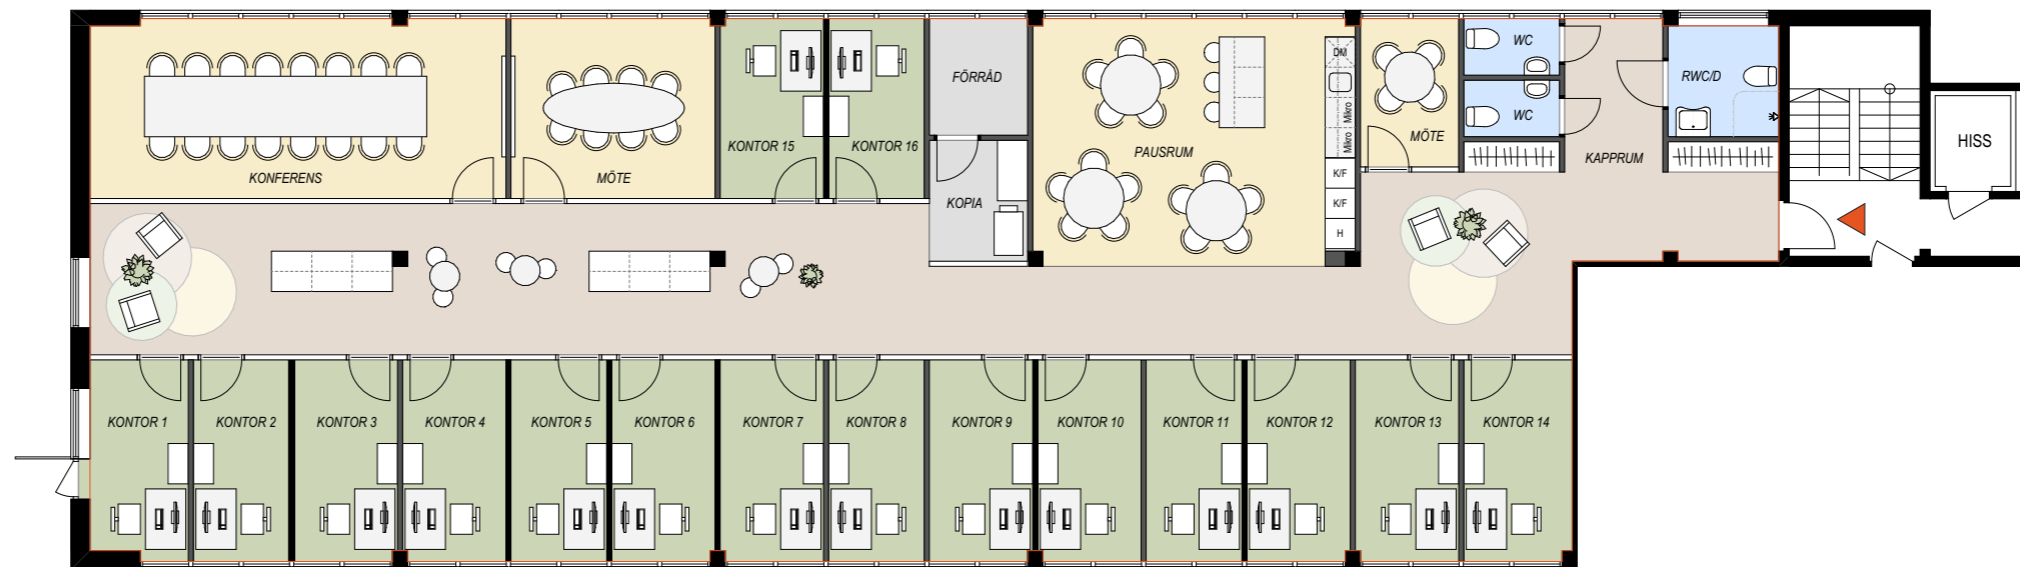 KONFERENS
MÖTE
KONTOR 15
KONTOR 16
FÖRRÅD
KOPIA
PAUSRUM
DM
Mikro
Mikro
K/F
K/F
H
MÖTE
WC
WC
KAPPRUM
RWC/D
HISS
KONTOR 1
KONTOR 2
KONTOR 3
KONTOR 4
KONTOR 5
KONTOR 6
KONTOR 7
KONTOR 8
KONTOR 9
KONTOR 10
KONTOR 11
KONTOR 12
KONTOR 13
KONTOR 14